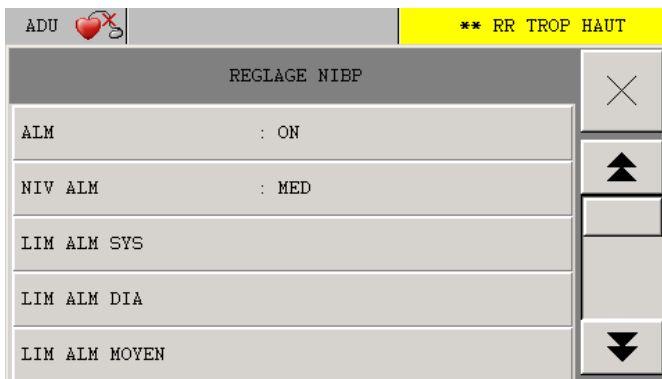 ADU ** RR TROP HAUT
REGLAGE NIBP
ALM : ON
NIV ALM : MED
LIM ALM SYS
LIM ALM DIA
LIM ALM MOYEN